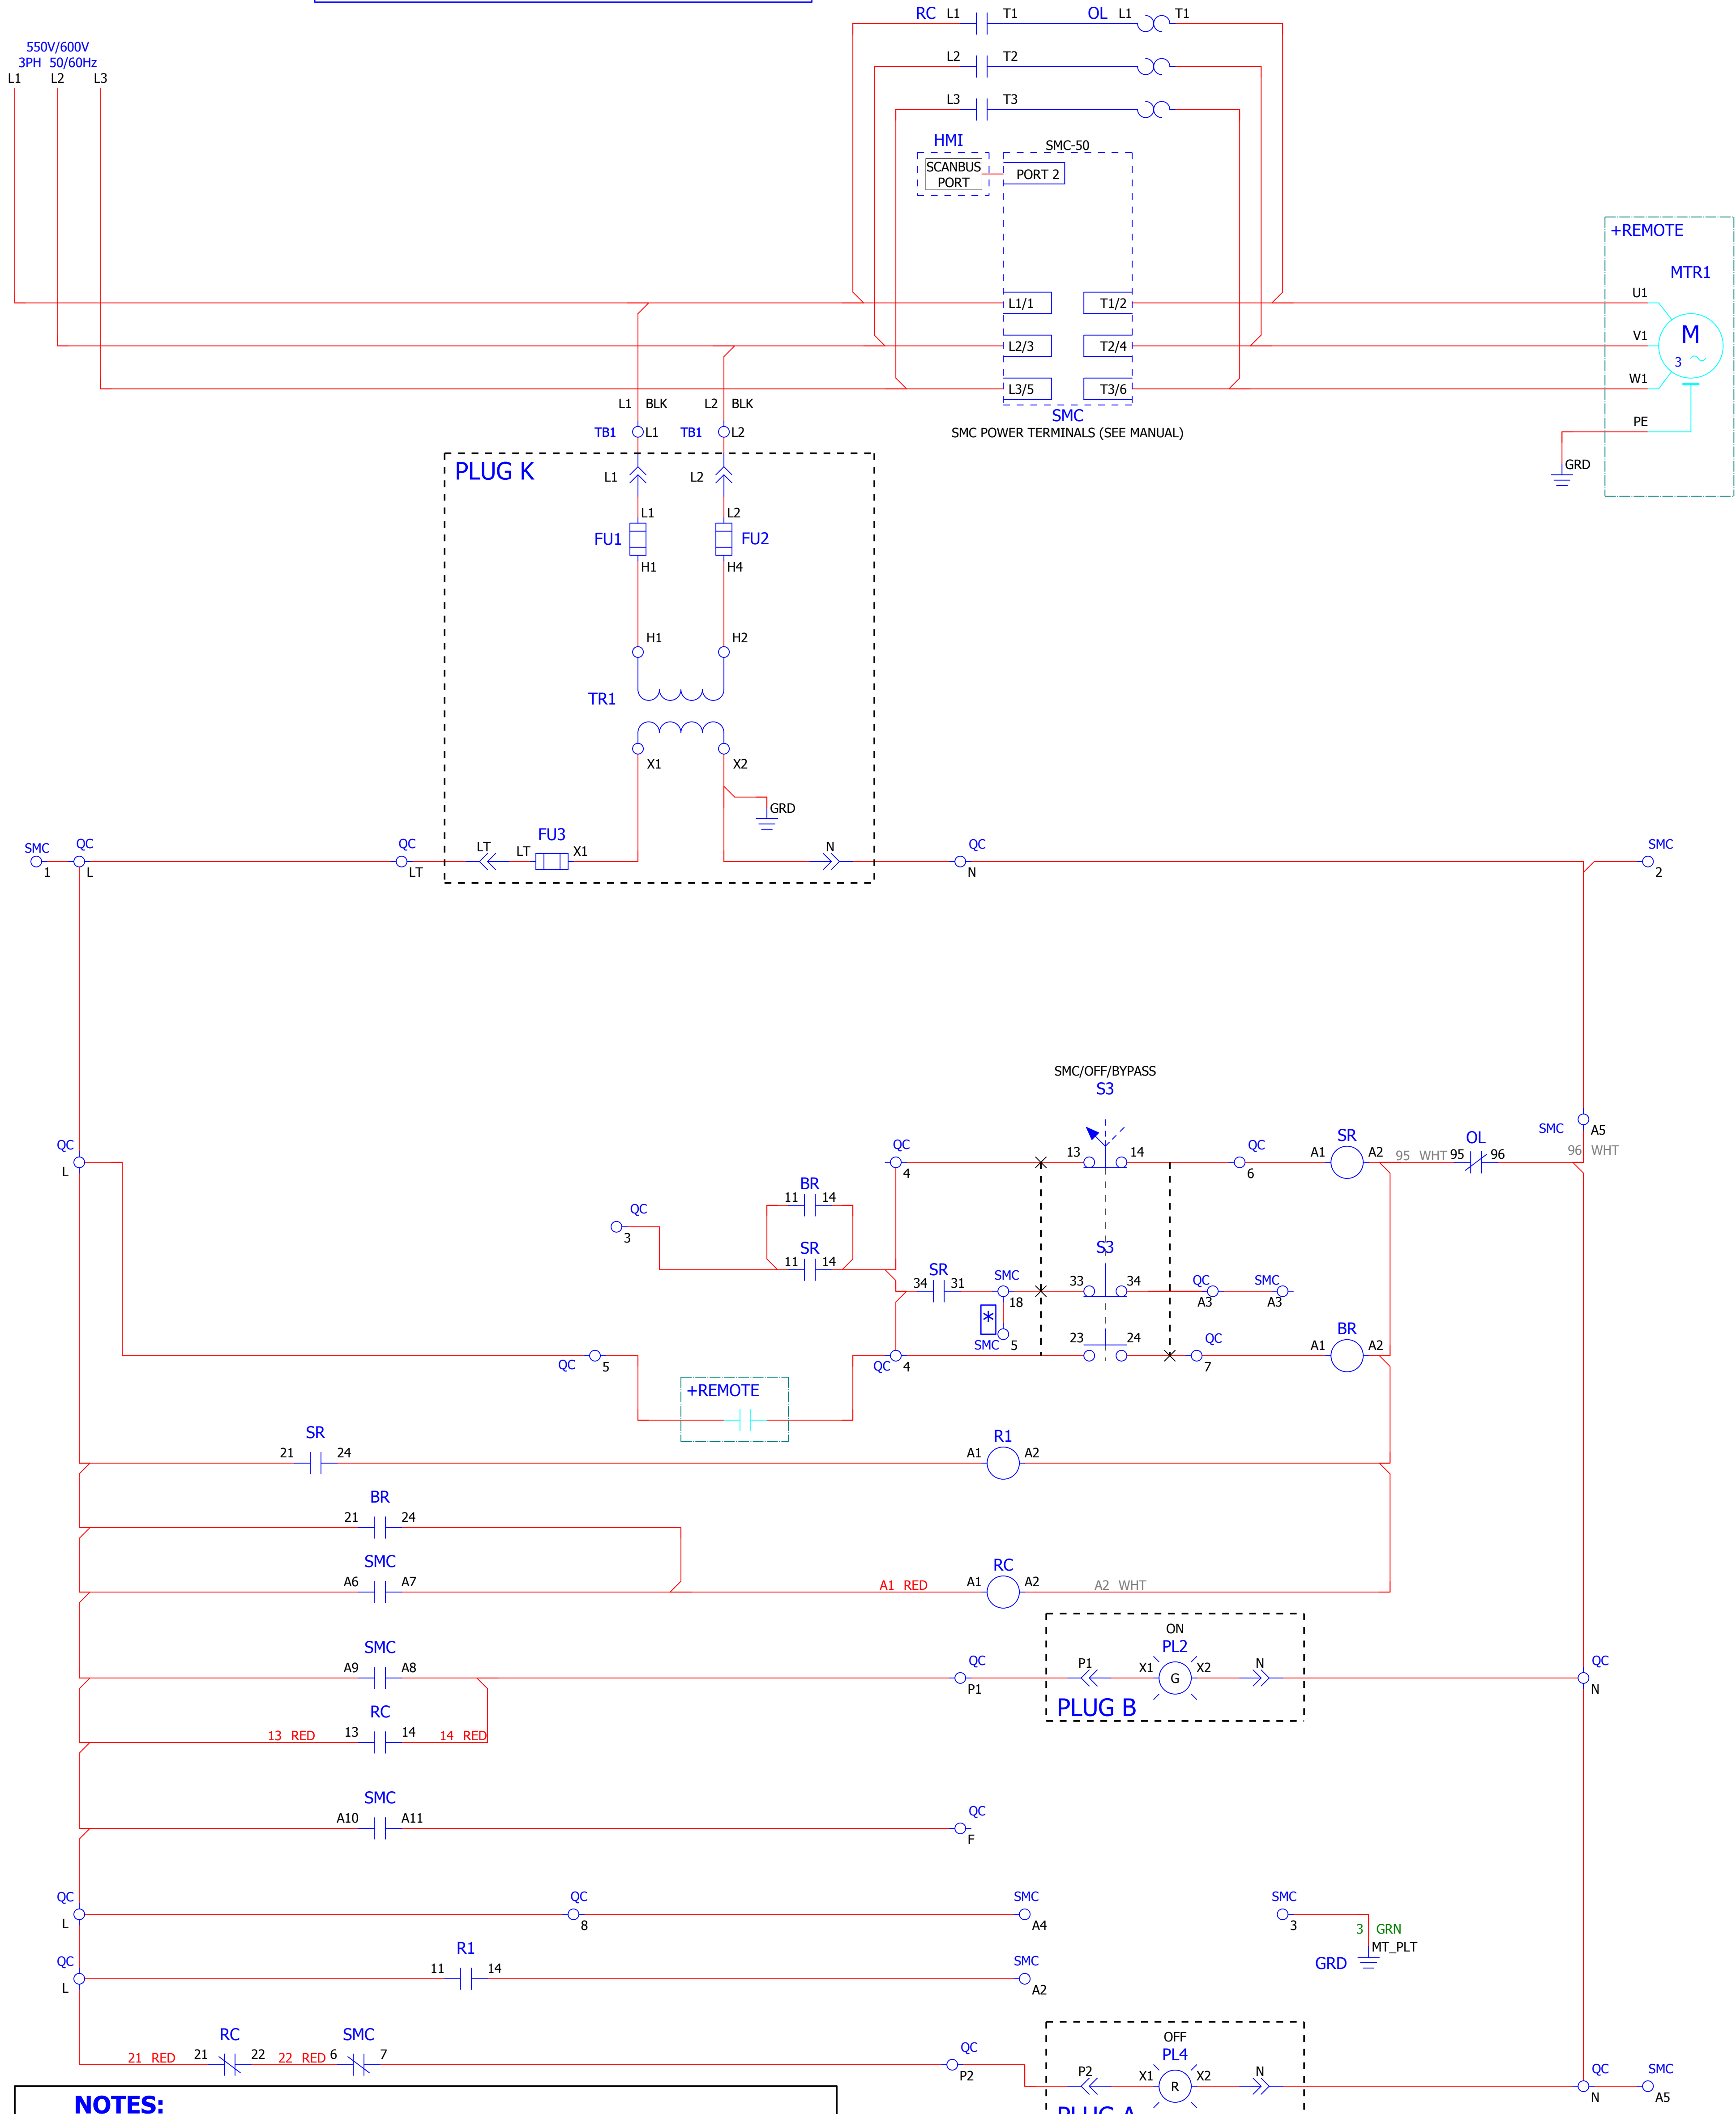 RC L1 T1 OL L1 T1
550V/600V
3PH 50/60Hz
L1 L2 L3
L2 T2
L3 T3
HMI
SMC-50
SCANBUS
PORT
PORT 2
+REMOTE
MTR1
L1/1 T1/2 U1
M
3
L2/3 T2/4 V1
L3/5 T3/6 W1
L1 BLK L2 BLK
SMC
SMC POWER TERMINALS (SEE MANUAL)
PE
TB1 L1 TB1 L2
GRD
PLUG K
L1 L2
L1 L2
FU1 FU2
H1 H4
H1 H2
TR1
X1 X2
GRD
SMC QC QC FU3 QC SMC
LT LT X1 N
1 L LT N 2
SMC/OFF/BYPASS
S3
SMC A5
QC QC 13 14 QC SR OL
A1 A2 95 WHT 95 96 96 WHT
L 4 6
BR
11 14
QC
3
SR
11 14
S3
SR SMC QC SMC
34 31 33 34
18 A3 A3
*
SMC 5
23 24 QC BR
A1 A2
QC 5 QC 4 7
+REMOTE
SR R1
21 24 A1 A2
BR
21 24
SMC RC
A6 A7 A1 RED A1 A2 A2 WHT
ON
SMC PL2
A9 A8 QC P1 X1 G X2 N QC
P1 N
PLUG B
RC
13 RED 13 14 14 RED
SMC
A10 A11 QC
F
QC QC SMC SMC
L 8 A4 3
3 GRN
MT_PLT
GRD
QC R1 SMC
11 14
L A2
RC SMC OFF
21 RED 21 22 22 RED 6 7 QC PL4
P2 P2 X1 R X2 N QC SMC
N A5
PLUG A
NOTES: